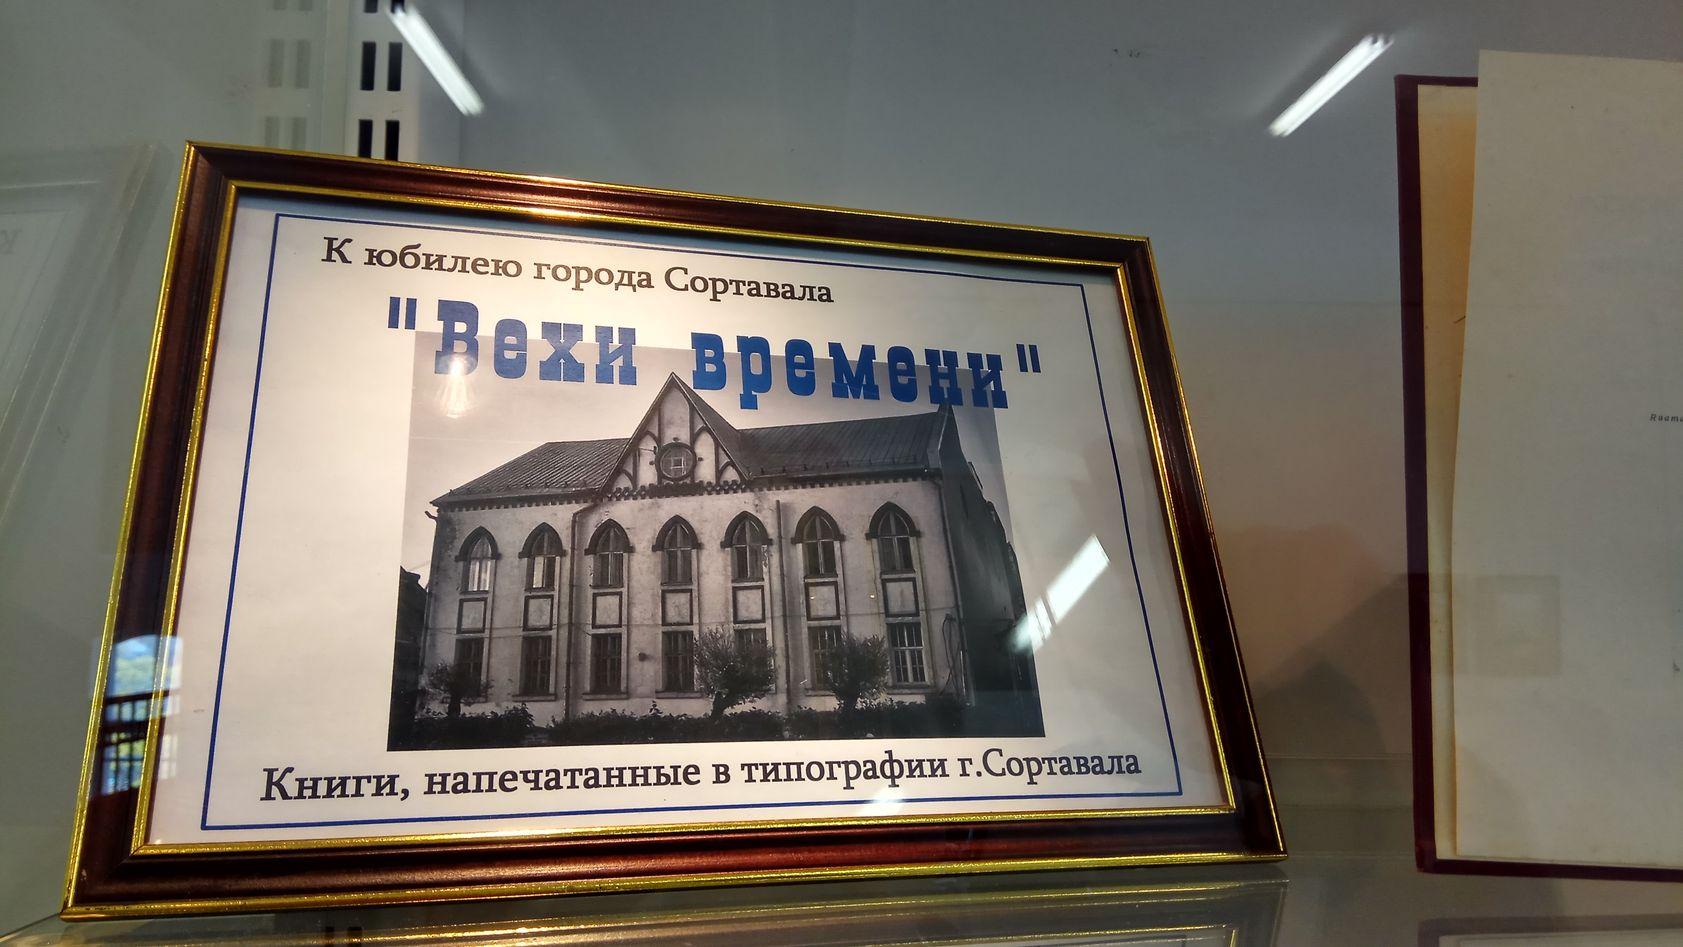 К юбилею города Сортавала
"Вехи времени"
Книги, напечатанные в типографии г.Сортавала